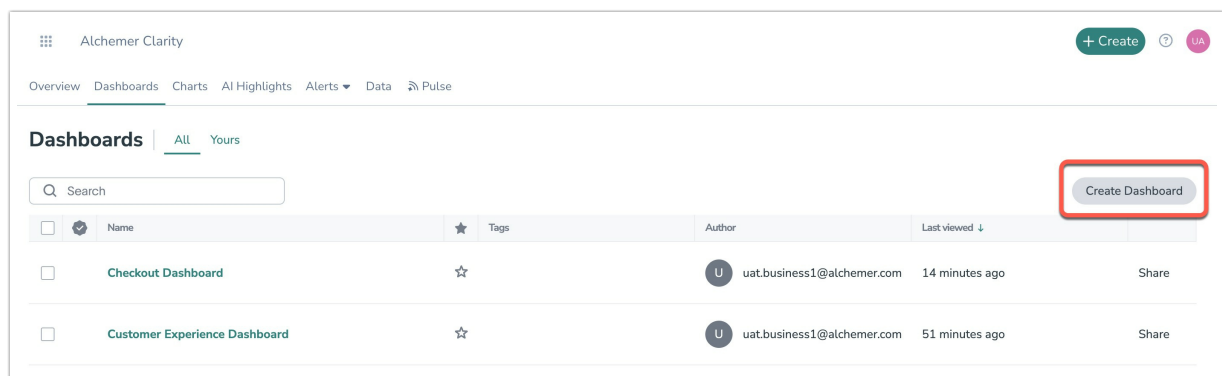 Alchemer Clarity
+ Create ? UA
Overview Dashboards Charts AI Highlights Alerts Data Pulse
Dashboards All Yours
Search
Create Dashboard
Name Tags Author Last viewed ↓
Checkout Dashboard U uat.business1@alchemer.com 14 minutes ago Share
Customer Experience Dashboard U uat.business1@alchemer.com 51 minutes ago Share